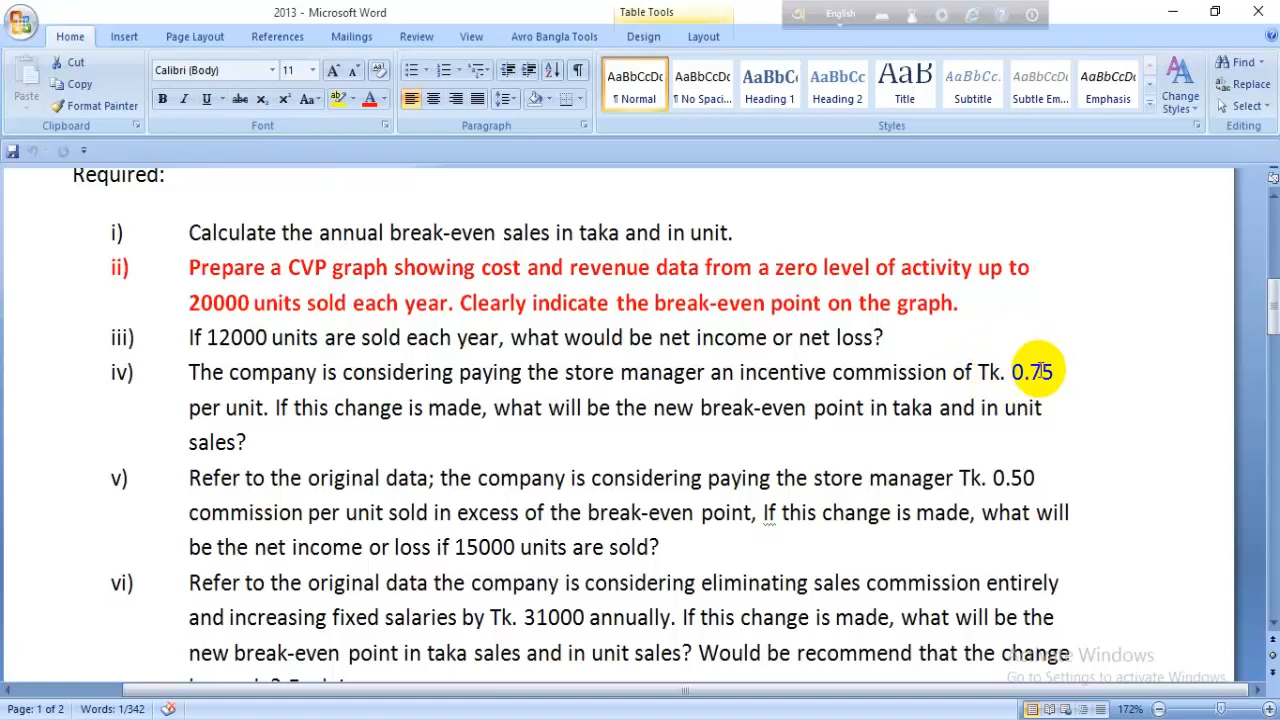 2013 - Microsoft Word
Table Tools
English
Home Insert Page Layout References Mailings Review View Avro Bangla Tools Design Layout
Cut
Copy
Format Painter
Paste
Clipboard
Calibri (Body) 11
Font
Paragraph
AaBbCcDc AaBbCcDc AaBbC AaBbCc AaB AaBbCc. AaBbCcDc AaBbCcDc
¶ Normal ¶ No Spaci... Heading 1 Heading 2 Title Subtitle Subtle Em... Emphasis
Change
Styles
Styles
Find
Replace
Select
Editing
Required:
i) Calculate the annual break-even sales in taka and in unit.
ii) Prepare a CVP graph showing cost and revenue data from a zero level of activity up to
20000 units sold each year. Clearly indicate the break-even point on the graph.
iii) If 12000 units are sold each year, what would be net income or net loss?
iv) The company is considering paying the store manager an incentive commission of Tk. 0.75
per unit. If this change is made, what will be the new break-even point in taka and in unit
sales?
v) Refer to the original data; the company is considering paying the store manager Tk. 0.50
commission per unit sold in excess of the break-even point, If this change is made, what will
be the net income or loss if 15000 units are sold?
vi) Refer to the original data the company is considering eliminating sales commission entirely
and increasing fixed salaries by Tk. 31000 annually. If this change is made, what will be the
new break-even point in taka sales and in unit sales? Would be recommend that the change
Activate Windows
Go to Settings to activate Windows.
Page: 1 of 2 Words: 1/342 172%